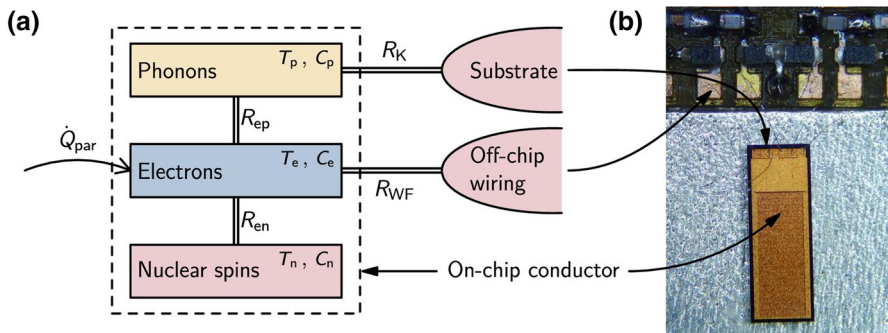 (a)
Phonons
T_p , C_p
R_K
Substrate
R_ep
Q̇_par
Electrons
T_e , C_e
R_WF
Off-chip
wiring
R_en
Nuclear spins
T_n , C_n
On-chip conductor
(b)